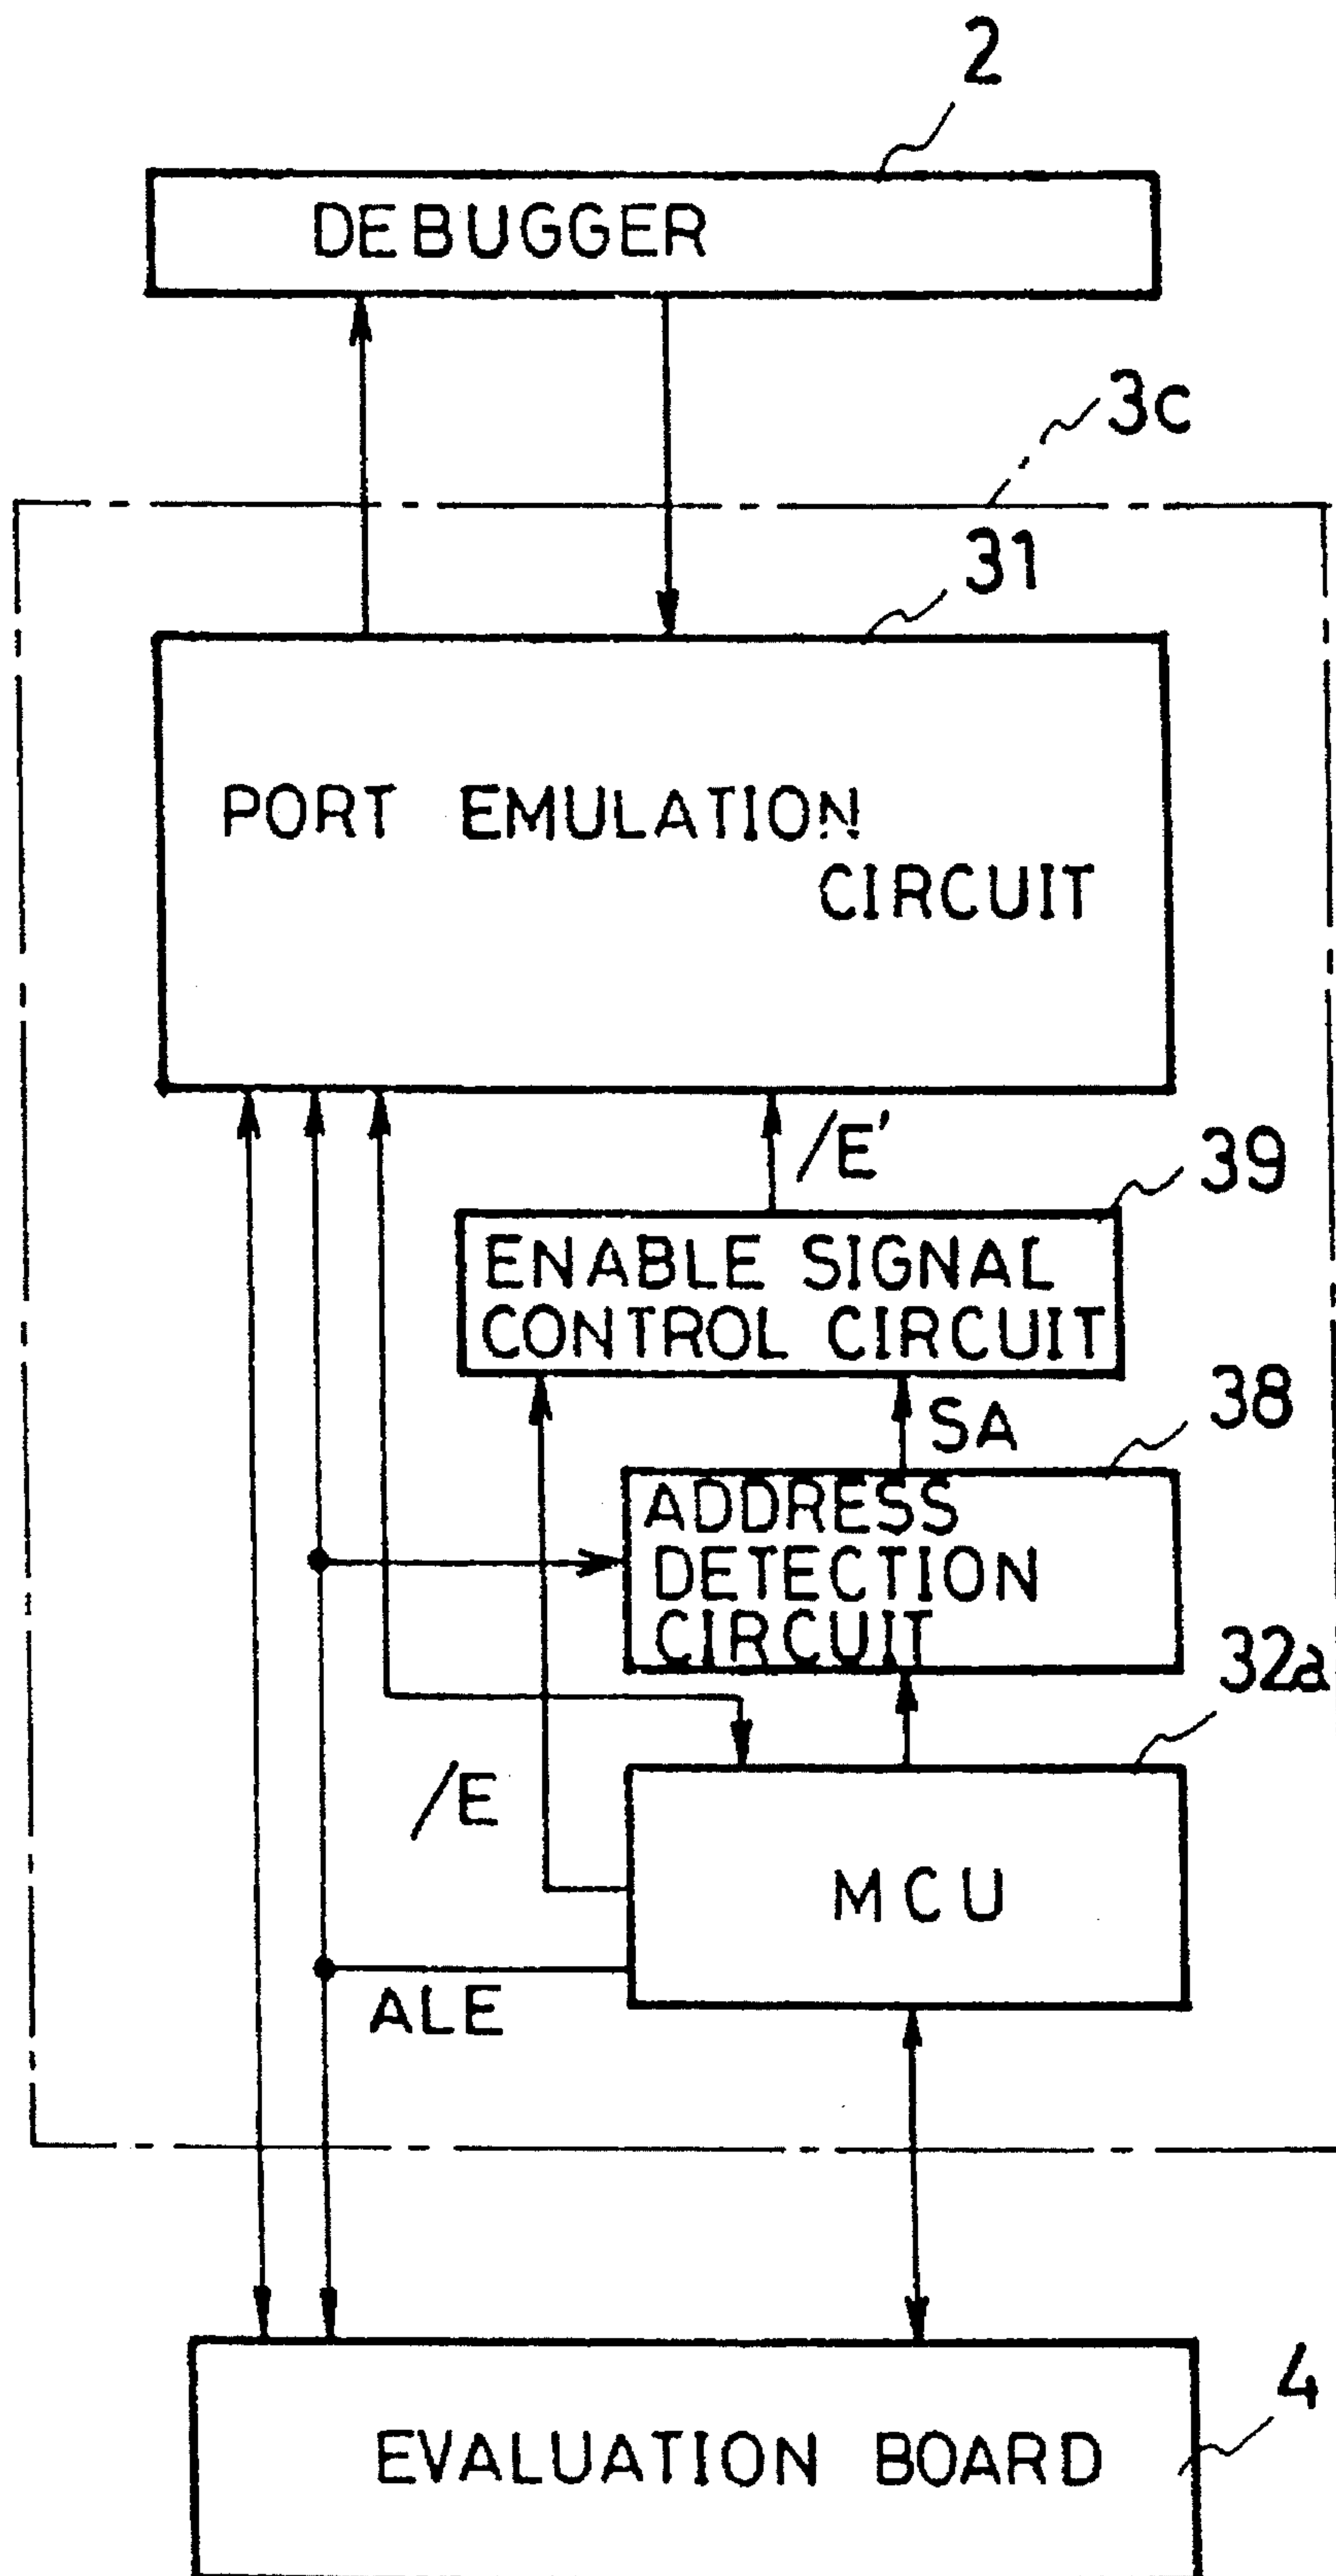 2
DEBUGGER
3c
31
PORT EMULATION
CIRCUIT
/E'
39
ENABLE SIGNAL
CONTROL CIRCUIT
SA
38
ADDRESS
DETECTION
CIRCUIT
32a
/E
MCU
ALE
4
EVALUATION BOARD